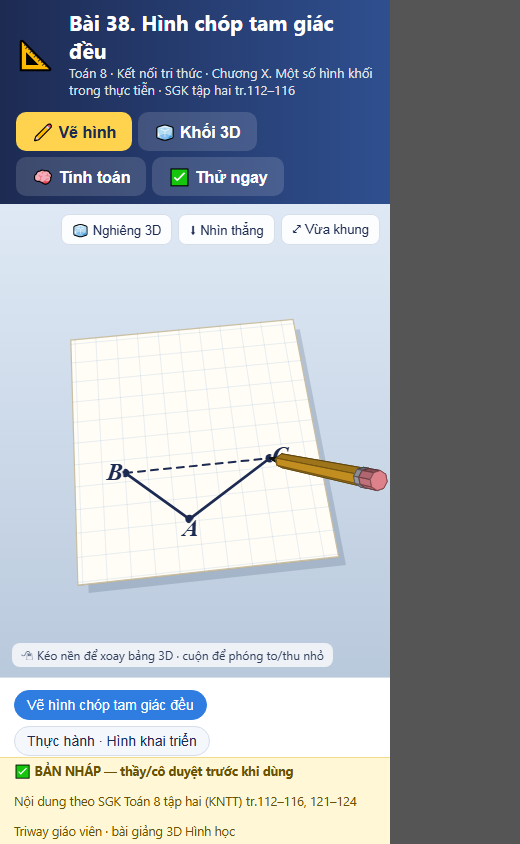 Bài 38. Hình chóp tam giác
đều
Toán 8 · Kết nối tri thức · Chương X. Một số hình khối
trong thực tiễn · SGK tập hai tr.112–116
Vẽ hình
Khối 3D
Tính toán
Thử ngay
Nghiêng 3D
Nhìn thẳng
Vừa khung
B
C
A
Kéo nền để xoay bảng 3D · cuộn để phóng to/thu nhỏ
Vẽ hình chóp tam giác đều
Thực hành · Hình khai triển
BẢN NHÁP — thầy/cô duyệt trước khi dùng
Nội dung theo SGK Toán 8 tập hai (KNTT) tr.112–116, 121–124
Triway giáo viên · bài giảng 3D Hình học